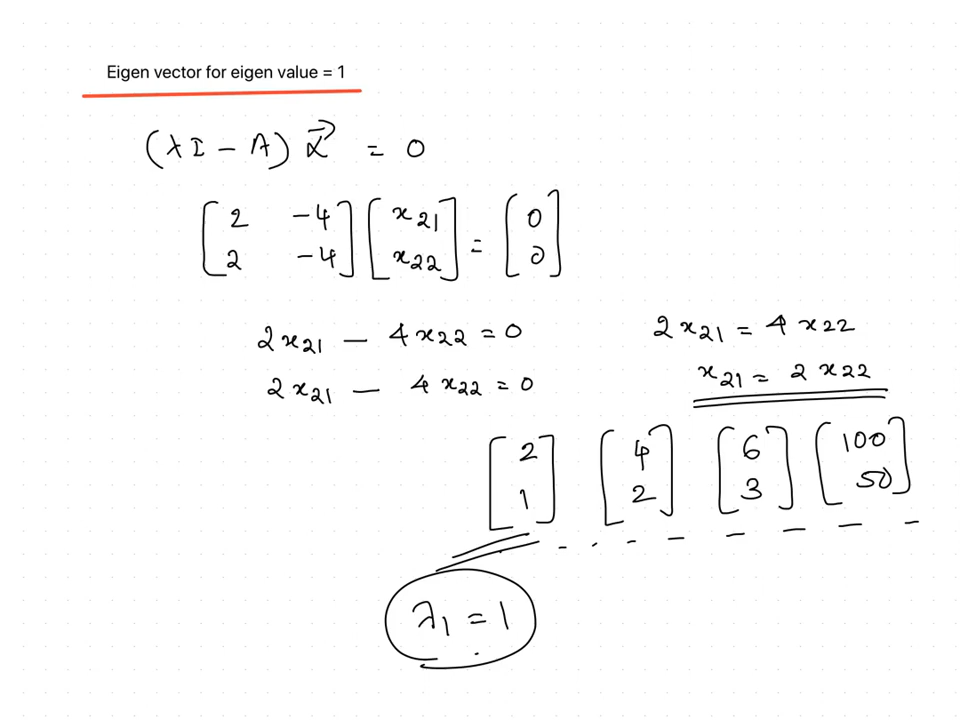 Eigen vector for eigen value = 1
(λI - A) x⃗ = 0
[2 -4; 2 -4] [x21; x22] = [0; 0]
2x21 — 4x22 = 0
2x21 = 4x22
2x21 — 4x22 = 0
x21 = 2x22
[2; 1] [4; 2] [6; 3] [100; 50]
λ1 = 1